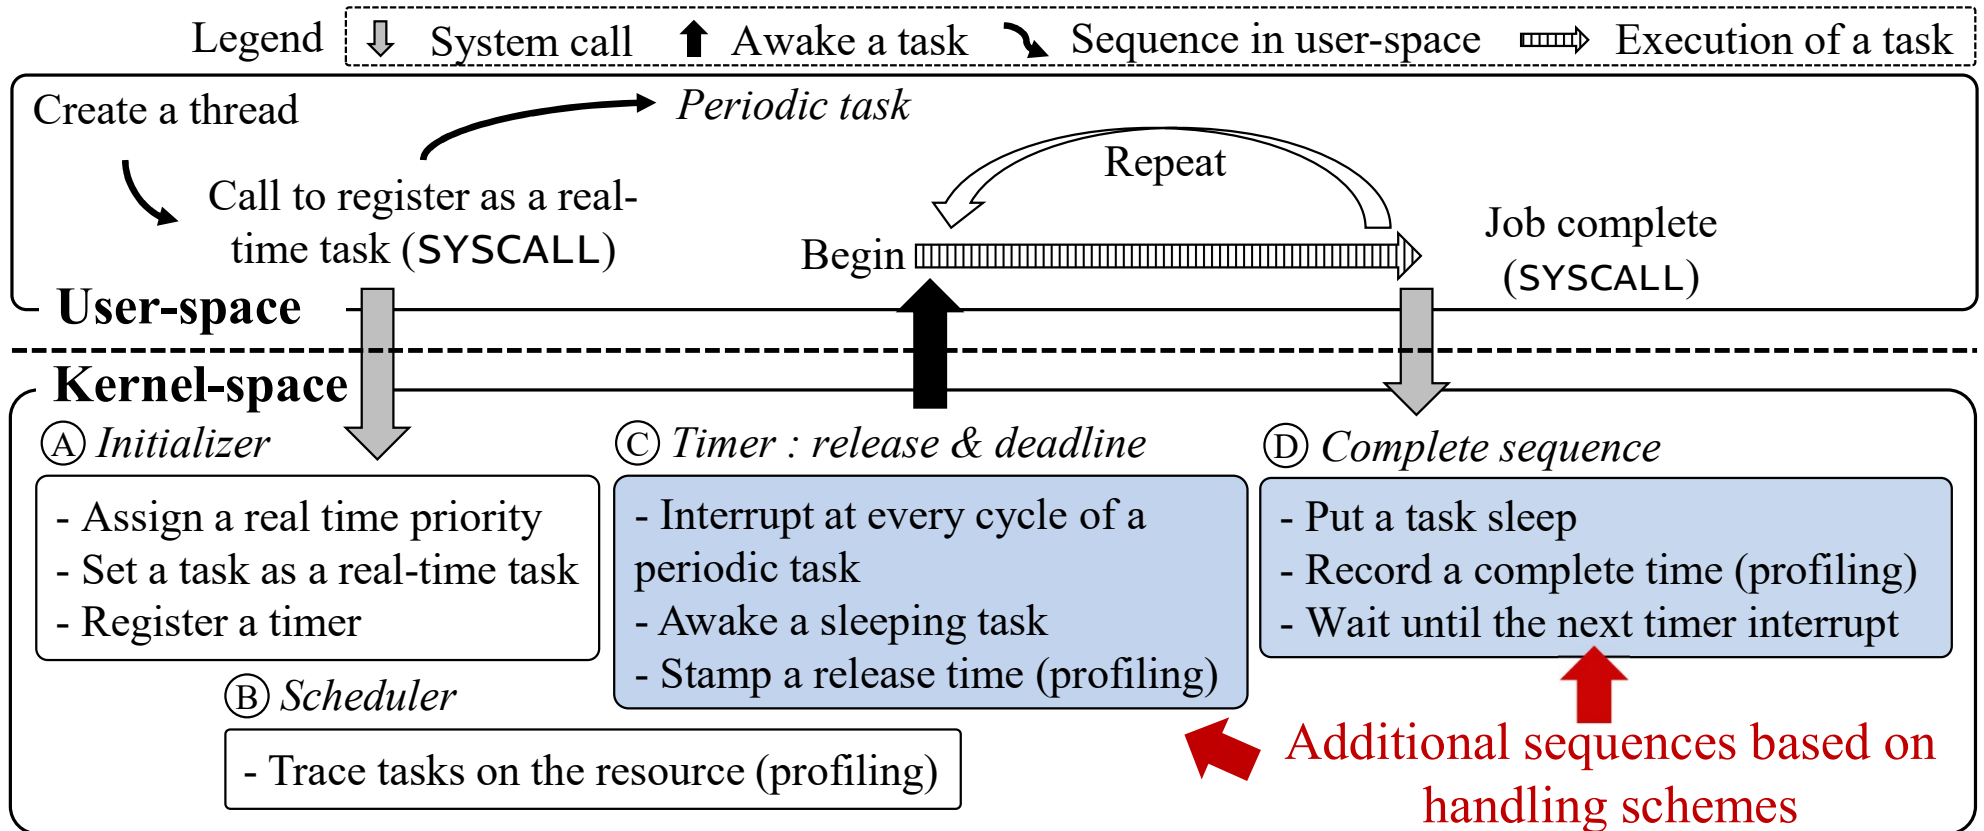 Legend System call Awake a task Sequence in user-space Execution of a task
Create a thread
Periodic task
Call to register as a real-
time task (SYSCALL)
Repeat
Begin
Job complete
(SYSCALL)
User-space
Kernel-space
A Initializer
- Assign a real time priority
- Set a task as a real-time task
- Register a timer
B Scheduler
- Trace tasks on the resource (profiling)
C Timer : release & deadline
- Interrupt at every cycle of a
periodic task
- Awake a sleeping task
- Stamp a release time (profiling)
D Complete sequence
- Put a task sleep
- Record a complete time (profiling)
- Wait until the next timer interrupt
Additional sequences based on
handling schemes